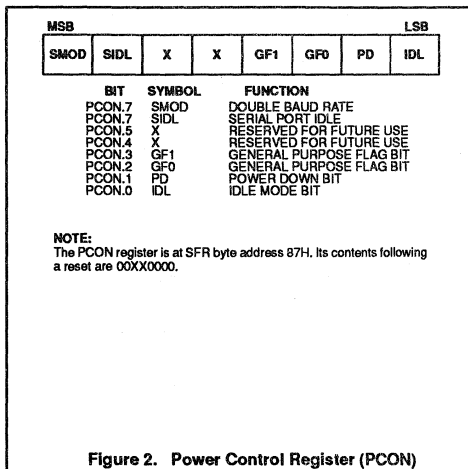 MSB LSB
SMOD SIDL X X GF1 GF0 PD IDL
BIT SYMBOL FUNCTION
PCON.7 SMOD DOUBLE BAUD RATE
PCON.7 SIDL SERIAL PORT IDLE
PCON.5 X RESERVED FOR FUTURE USE
PCON.4 X RESERVED FOR FUTURE USE
PCON.3 GF1 GENERAL PURPOSE FLAG BIT
PCON.2 GF0 GENERAL PURPOSE FLAG BIT
PCON.1 PD POWER DOWN BIT
PCON.0 IDL IDLE MODE BIT
NOTE:
The PCON register is at SFR byte address 87H. Its contents following
a reset are 00XX0000.
Figure 2. Power Control Register (PCON)